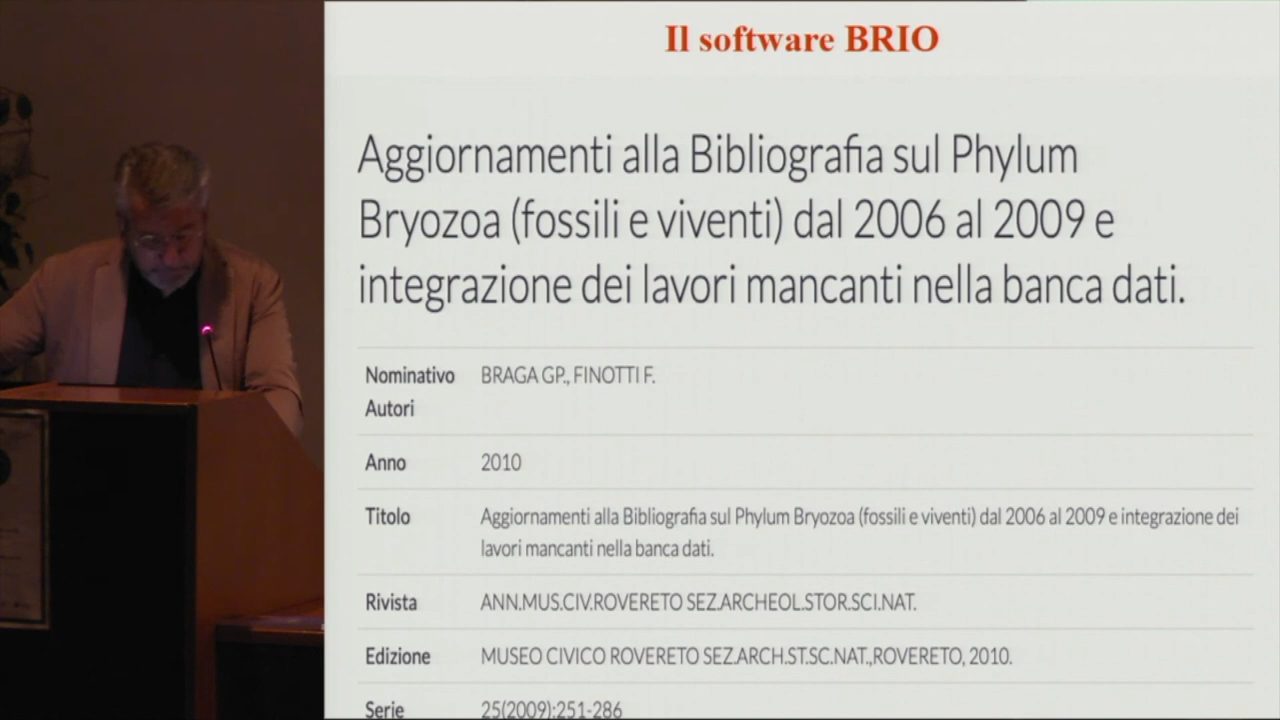 Il software BRIO
Aggiornamenti alla Bibliografia sul Phylum
Bryozoa (fossili e viventi) dal 2006 al 2009 e
integrazione dei lavori mancanti nella banca dati.
Nominativo Autori BRAGA GP., FINOTTI F.
Anno 2010
Titolo Aggiornamenti alla Bibliografia sul Phylum Bryozoa (fossili e viventi) dal 2006 al 2009 e integrazione dei
lavori mancanti nella banca dati.
Rivista ANN.MUS.CIV.ROVERETO SEZ.ARCHEOL.STOR.SCI.NAT.
Edizione MUSEO CIVICO ROVERETO SEZ.ARCH.ST.SC.NAT.,ROVERETO, 2010.
Serie 25(2009):251-286